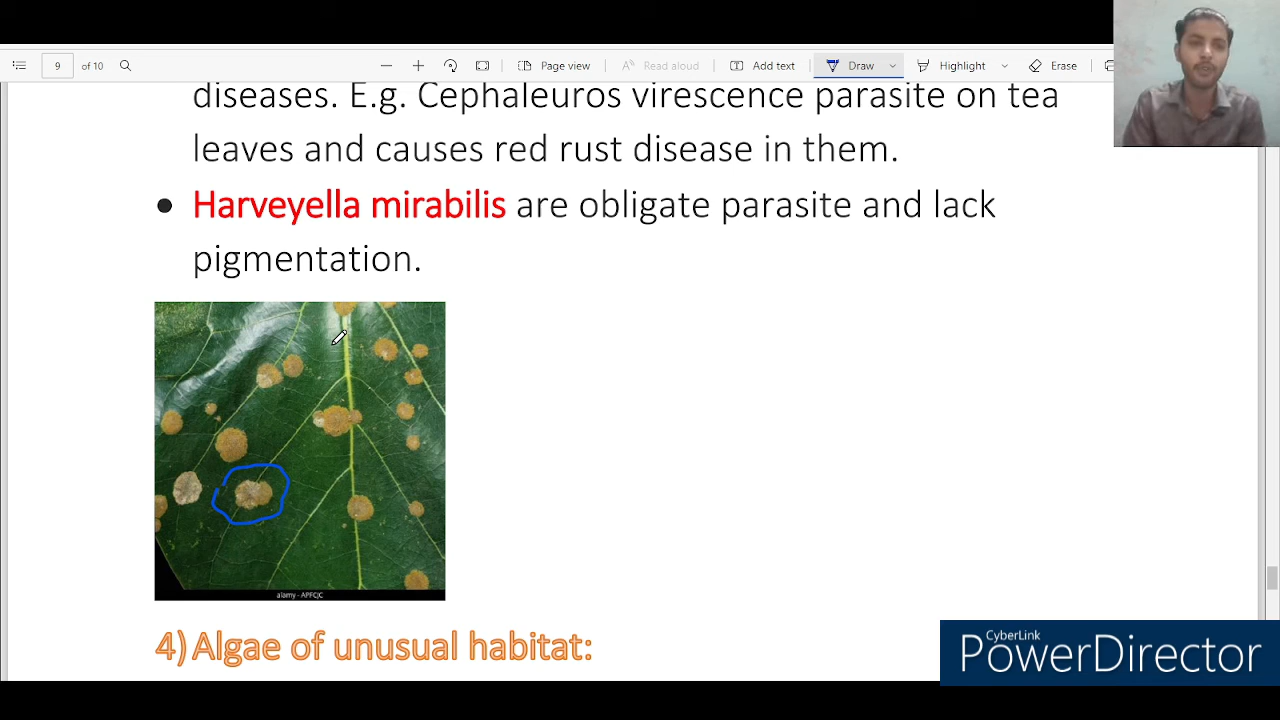 9 of 10
Page view
Read aloud
Add text
Draw
Highlight
Erase
diseases. E.g. Cephaleuros virescence parasite on tea
leaves and causes red rust disease in them.
• Harveyella mirabilis are obligate parasite and lack
pigmentation.
alamy - APFCJC
4) Algae of unusual habitat:
CyberLink
PowerDirector